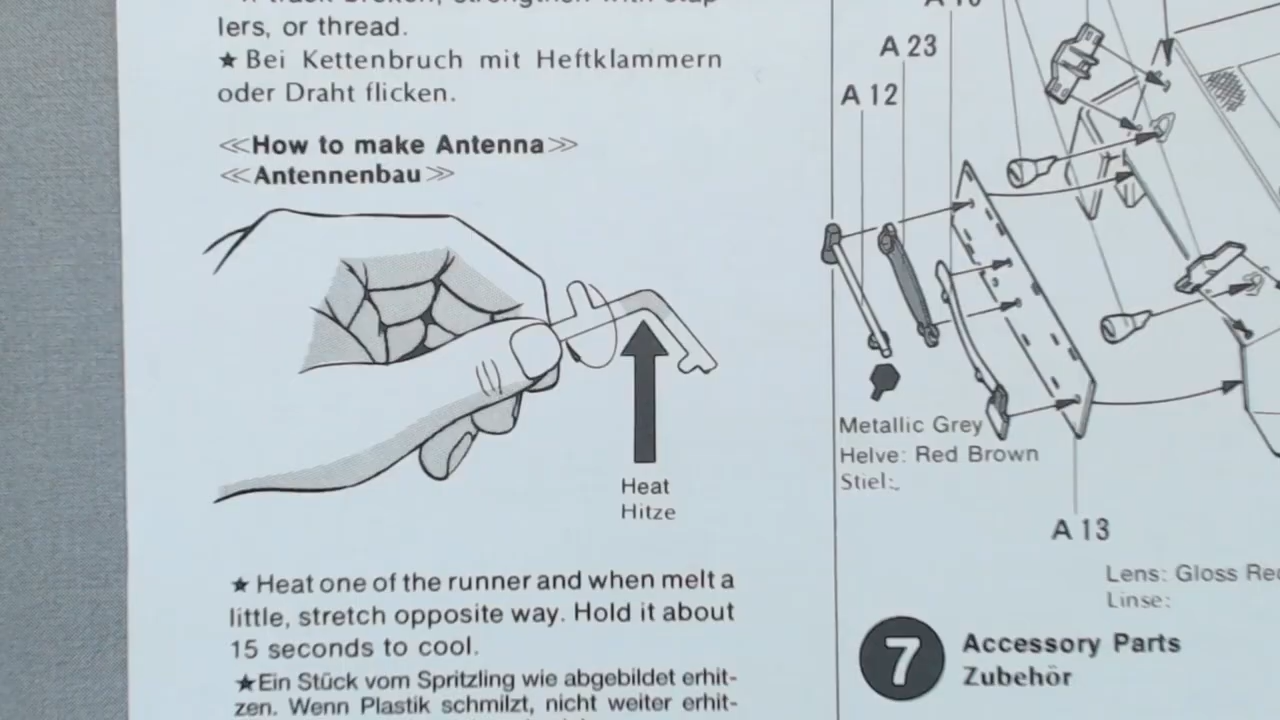 lers, or thread.
★ Bei Kettenbruch mit Heftklammern
oder Draht flicken.
≪How to make Antenna≫
≪Antennenbau≫
Heat
Hitze
★ Heat one of the runner and when melt a
little, stretch opposite way. Hold it about
15 seconds to cool.
★Ein Stück vom Spritzling wie abgebildet erhit-
zen. Wenn Plastik schmilzt, nicht weiter erhit-
A 23
A 12
Metallic Grey
Helve: Red Brown
Stiel:
A 13
Lens: Gloss
Linse:
7 Accessory Parts
Zubehör